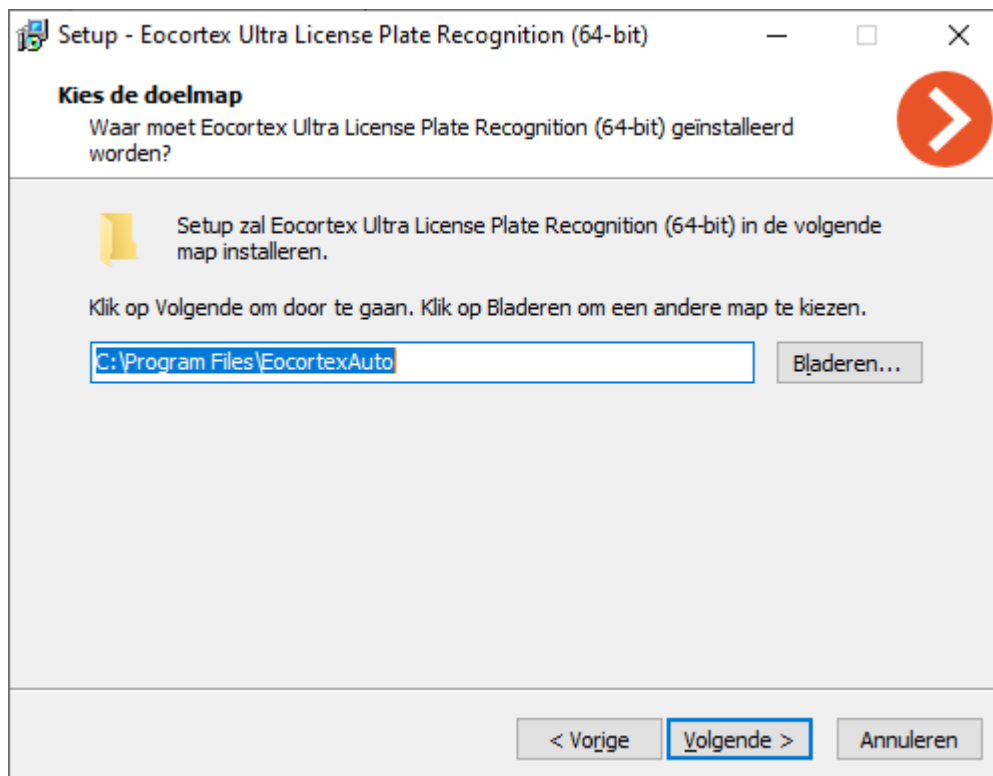 Setup - Eocortex Ultra License Plate Recognition (64-bit)
Kies de doelmap
Waar moet Eocortex Ultra License Plate Recognition (64-bit) geïnstalleerd
worden?
Setup zal Eocortex Ultra License Plate Recognition (64-bit) in de volgende
map installeren.
Klik op Volgende om door te gaan. Klik op Bladeren om een andere map te kiezen.
C:\Program Files\EocortexAuto
Bladeren...
< Vorige
Volgende >
Annuleren